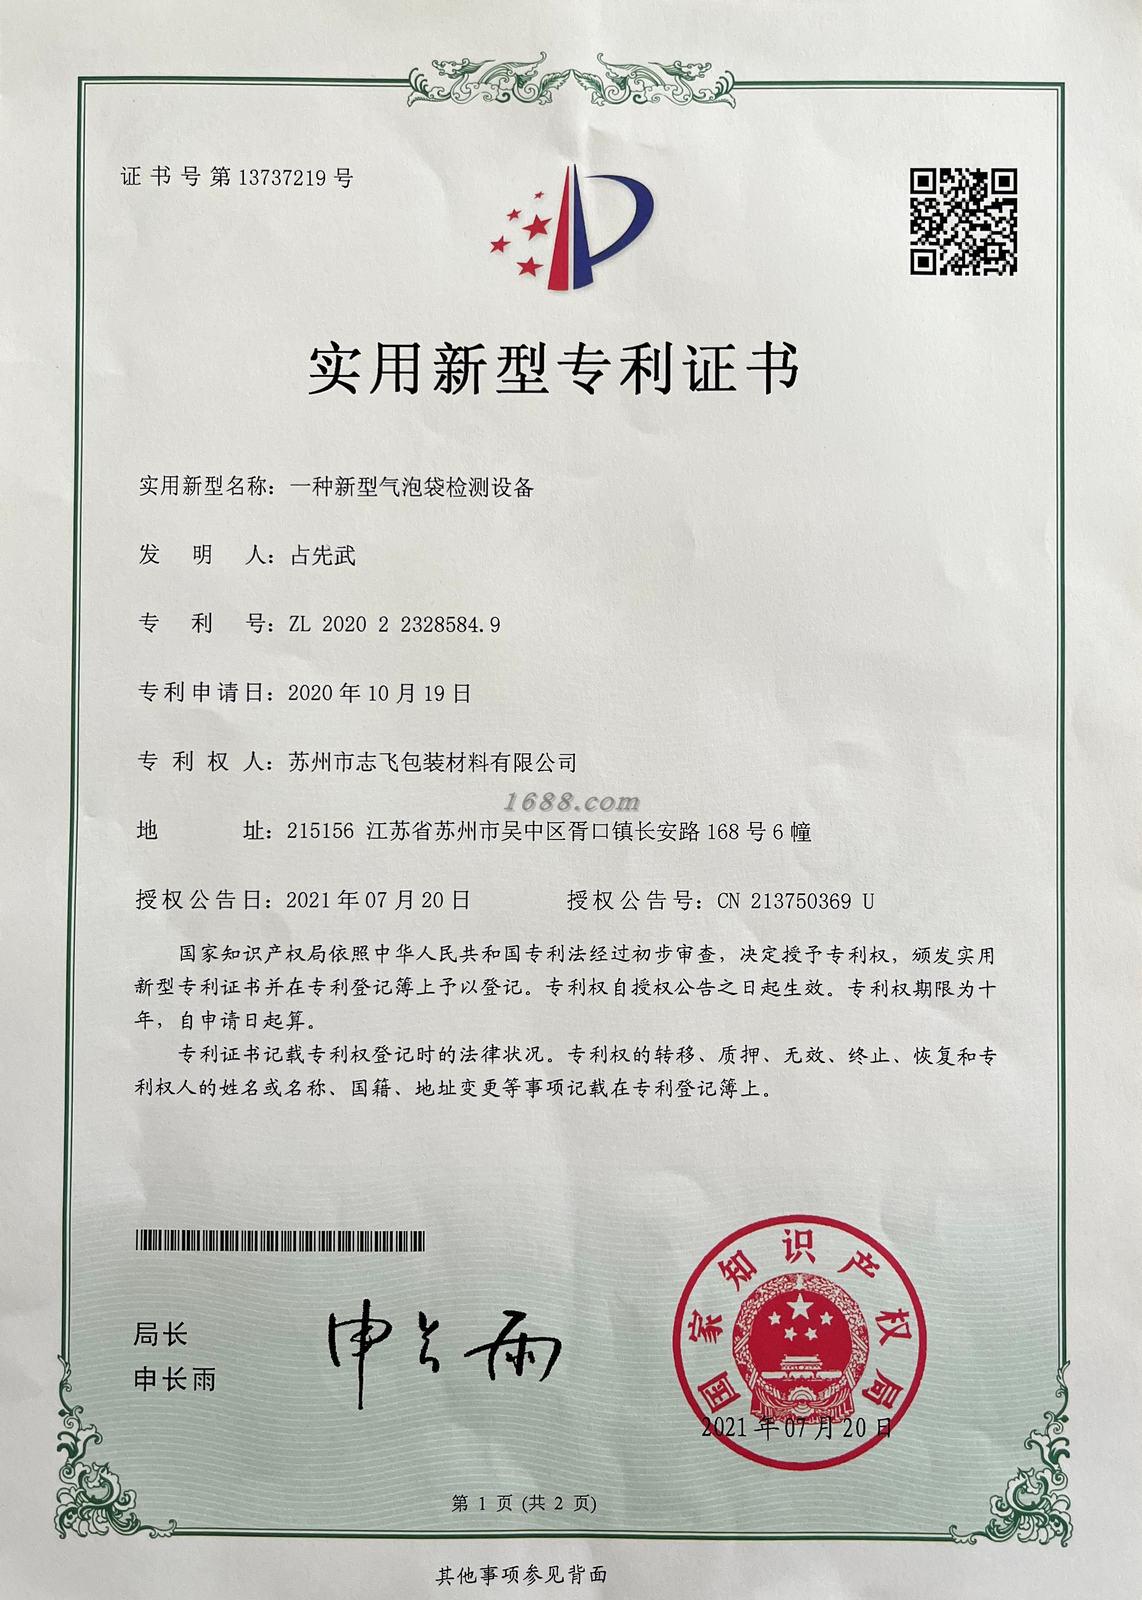 证书号第13737219号
实用新型专利证书
实用新型名称：一种新型气泡袋检测设备
发明人：占先武
专利号：ZL 2020 2 2328584.9
专利申请日：2020年10月19日
专利权人：苏州市志飞包装材料有限公司
1688.com
地址：215156 江苏省苏州市吴中区胥口镇长安路168号6幢
授权公告日：2021年07月20日 授权公告号：CN 213750369 U
国家知识产权局依照中华人民共和国专利法经过初步审查，决定授予专利权，颁发实用
新型专利证书并在专利登记簿上予以登记。专利权自授权公告之日起生效。专利权期限为十
年，自申请日起算。
专利证书记载专利权登记时的法律状况。专利权的转移、质押、无效、终止、恢复和专
利权人的姓名或名称、国籍、地址变更等事项记载在专利登记簿上。
局长
申长雨
申长雨
国家知识产权局
2021年07月20日
第 1 页 (共 2 页)
其他事项参见背面